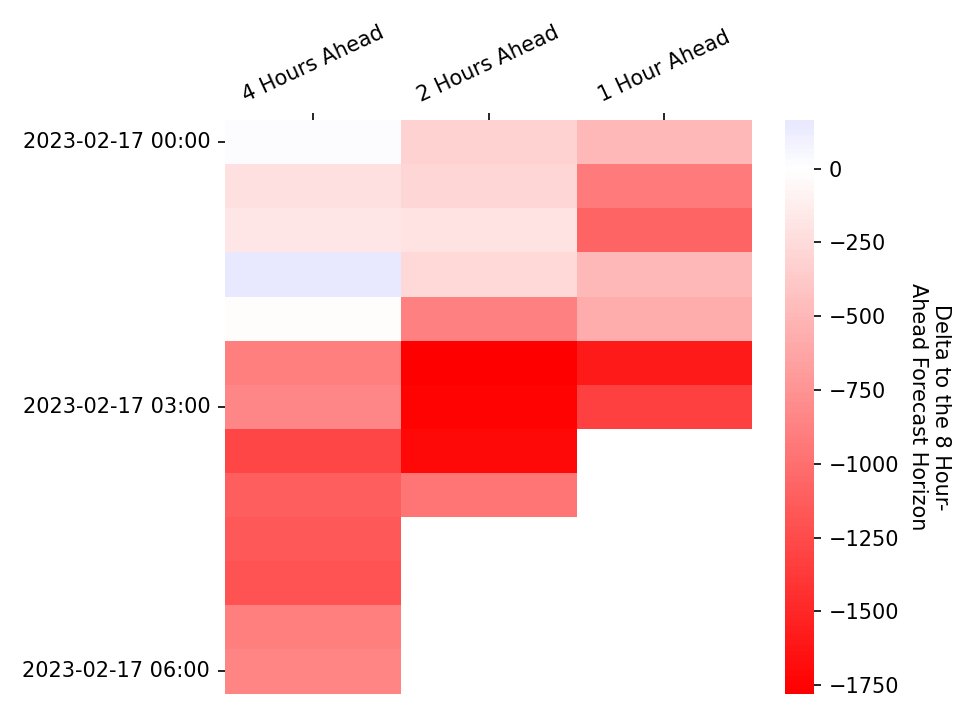 4 Hours Ahead
2 Hours Ahead
1 Hour Ahead
2023-02-17 00:00
2023-02-17 03:00
2023-02-17 06:00
0
−250
−500
−750
−1000
−1250
−1500
−1750
Delta to the 8 Hour-
Ahead Forecast Horizon